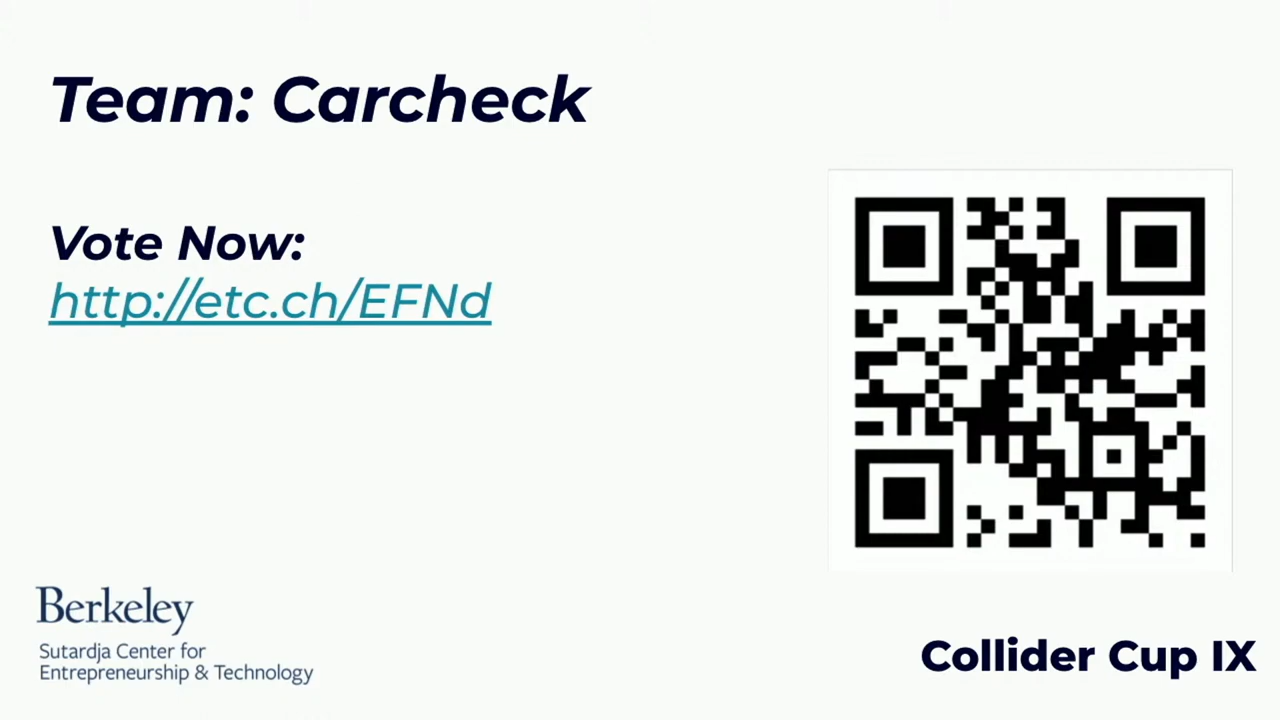 Team: Carcheck
Vote Now:
http://etc.ch/EFNd
Berkeley
Sutardja Center for
Entrepreneurship & Technology
Collider Cup IX